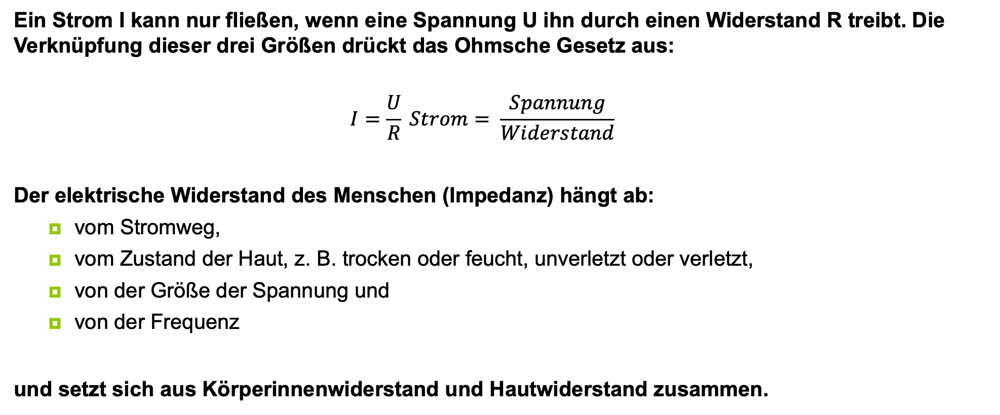 Ein Strom I kann nur fließen, wenn eine Spannung U ihn durch einen Widerstand R treibt. Die
Verknüpfung dieser drei Größen drückt das Ohmsche Gesetz aus:
I = U/R Strom = Spannung/Widerstand
Der elektrische Widerstand des Menschen (Impedanz) hängt ab:
vom Stromweg,
vom Zustand der Haut, z. B. trocken oder feucht, unverletzt oder verletzt,
von der Größe der Spannung und
von der Frequenz
und setzt sich aus Körperinnenwiderstand und Hautwiderstand zusammen.